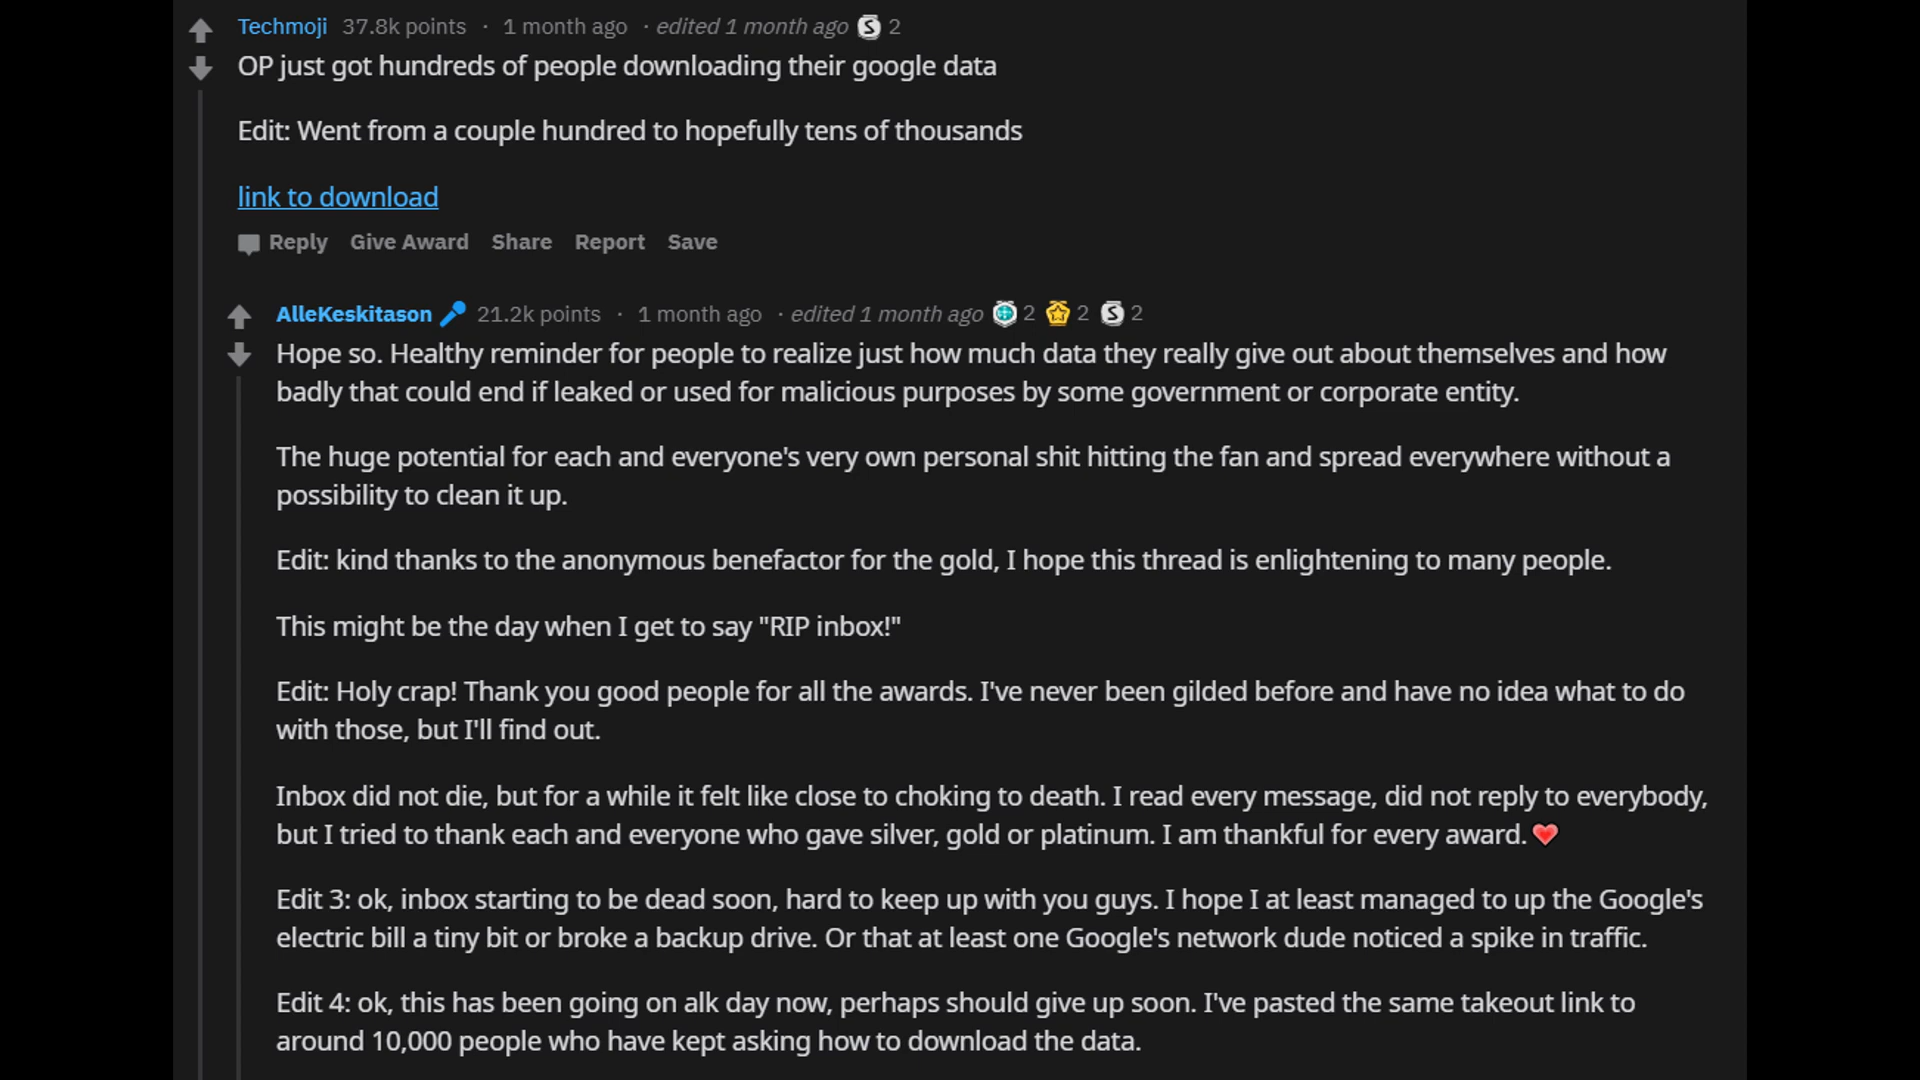 Techmoji 37.8k points · 1 month ago · edited 1 month ago S 2
OP just got hundreds of people downloading their google data
Edit: Went from a couple hundred to hopefully tens of thousands
link to download
Reply Give Award Share Report Save
AlleKeskitason 21.2k points · 1 month ago · edited 1 month ago 2 2 S 2
Hope so. Healthy reminder for people to realize just how much data they really give out about themselves and how
badly that could end if leaked or used for malicious purposes by some government or corporate entity.
The huge potential for each and everyone's very own personal shit hitting the fan and spread everywhere without a
possibility to clean it up.
Edit: kind thanks to the anonymous benefactor for the gold, I hope this thread is enlightening to many people.
This might be the day when I get to say "RIP inbox!"
Edit: Holy crap! Thank you good people for all the awards. I've never been gilded before and have no idea what to do
with those, but I'll find out.
Inbox did not die, but for a while it felt like close to choking to death. I read every message, did not reply to everybody,
but I tried to thank each and everyone who gave silver, gold or platinum. I am thankful for every award.❤️
Edit 3: ok, inbox starting to be dead soon, hard to keep up with you guys. I hope I at least managed to up the Google's
electric bill a tiny bit or broke a backup drive. Or that at least one Google's network dude noticed a spike in traffic.
Edit 4: ok, this has been going on alk day now, perhaps should give up soon. I've pasted the same takeout link to
around 10,000 people who have kept asking how to download the data.